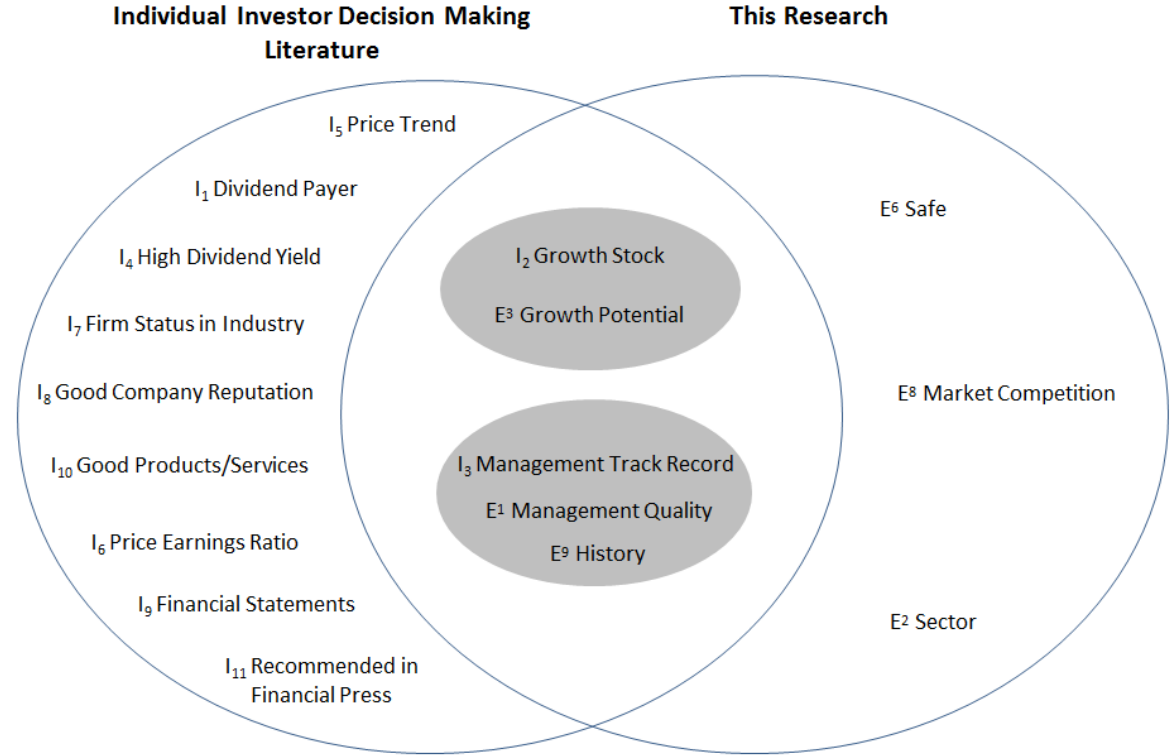 Individual Investor Decision Making
Literature
This Research
I₅ Price Trend
I₁ Dividend Payer
I₄ High Dividend Yield
I₇ Firm Status in Industry
I₈ Good Company Reputation
I₁₀ Good Products/Services
I₆ Price Earnings Ratio
I₉ Financial Statements
I₁₁ Recommended in
Financial Press
I₂ Growth Stock
E³ Growth Potential
I₃ Management Track Record
E¹ Management Quality
E⁹ History
E⁶ Safe
E⁸ Market Competition
E² Sector